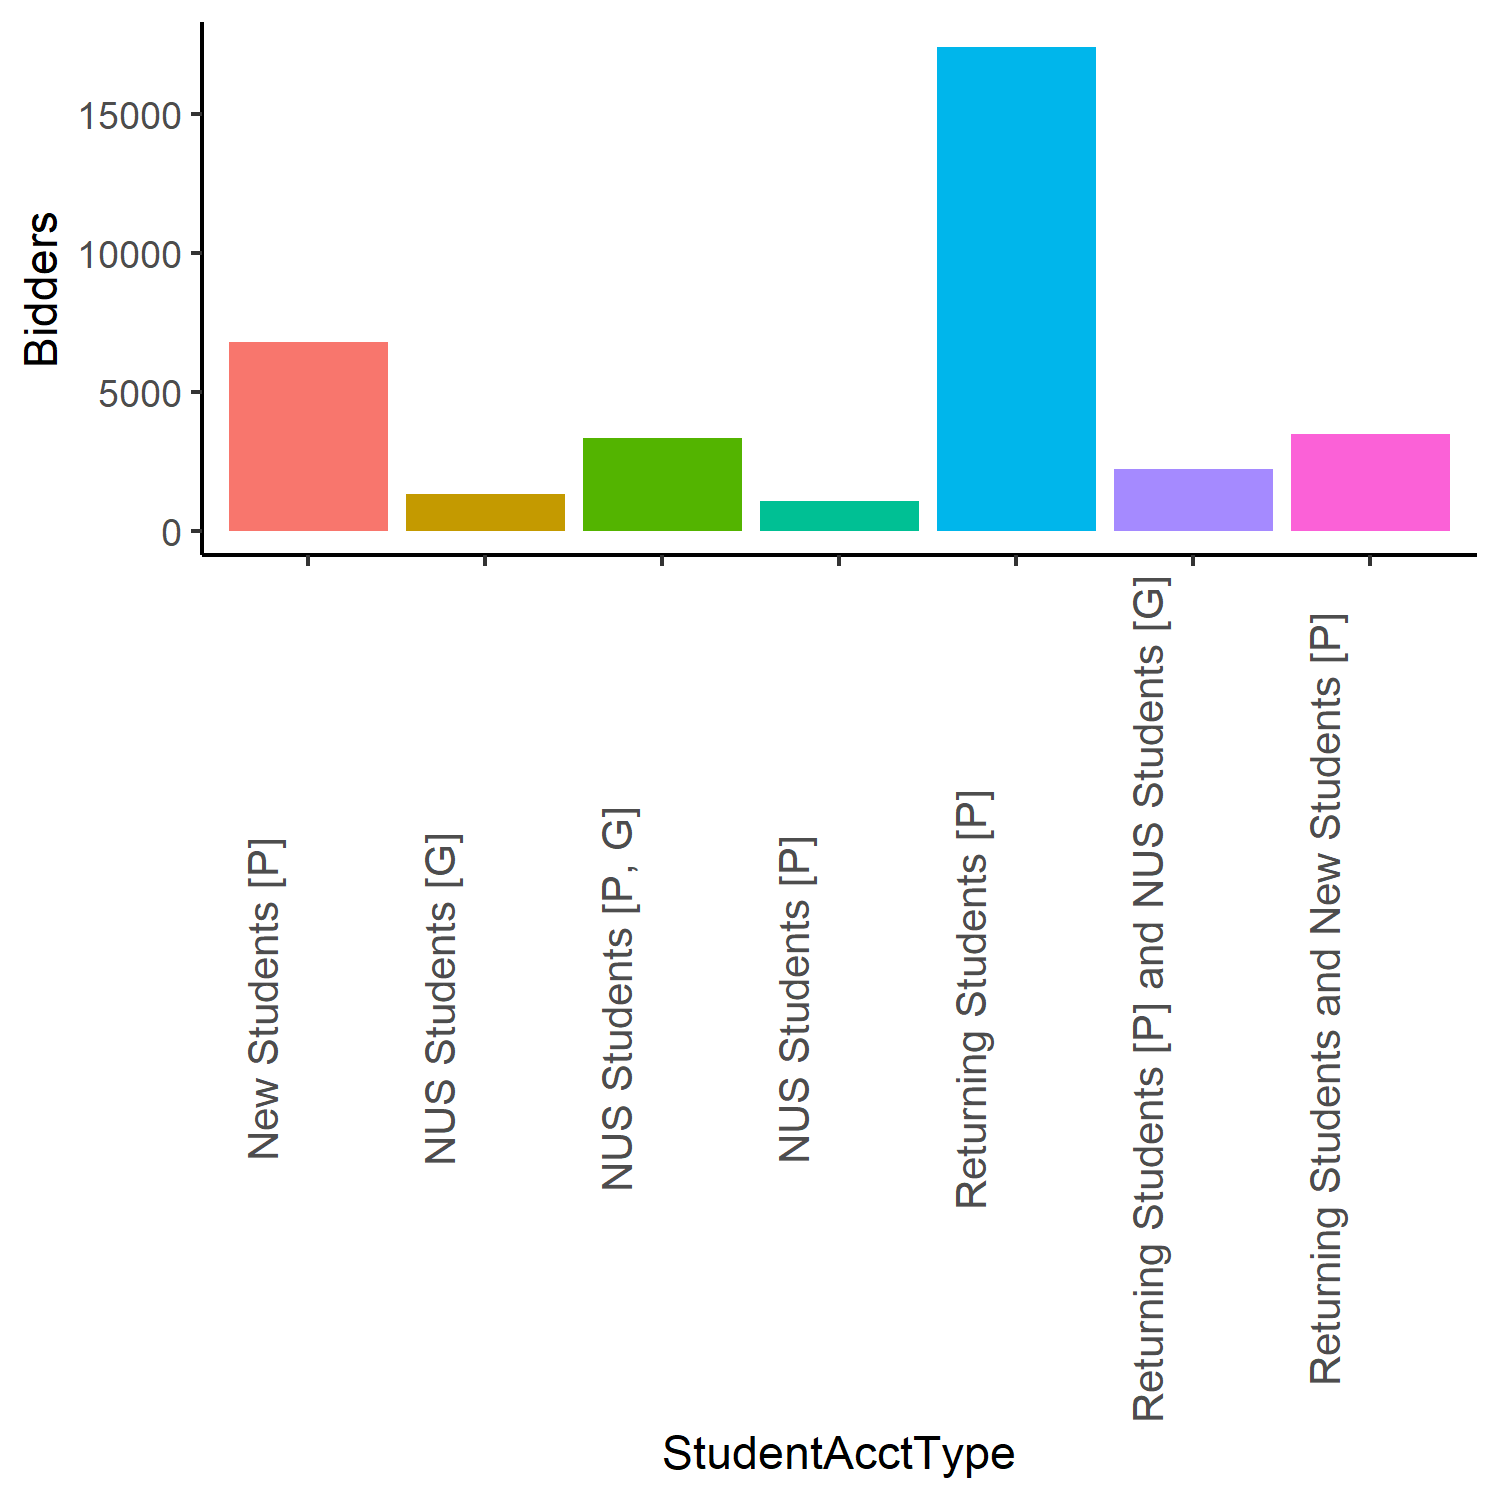 Bidders
15000
10000
5000
0
New Students [P]
NUS Students [G]
NUS Students [P, G]
NUS Students [P]
Returning Students [P]
Returning Students [P] and NUS Students [G]
Returning Students and New Students [P]
StudentAcctType